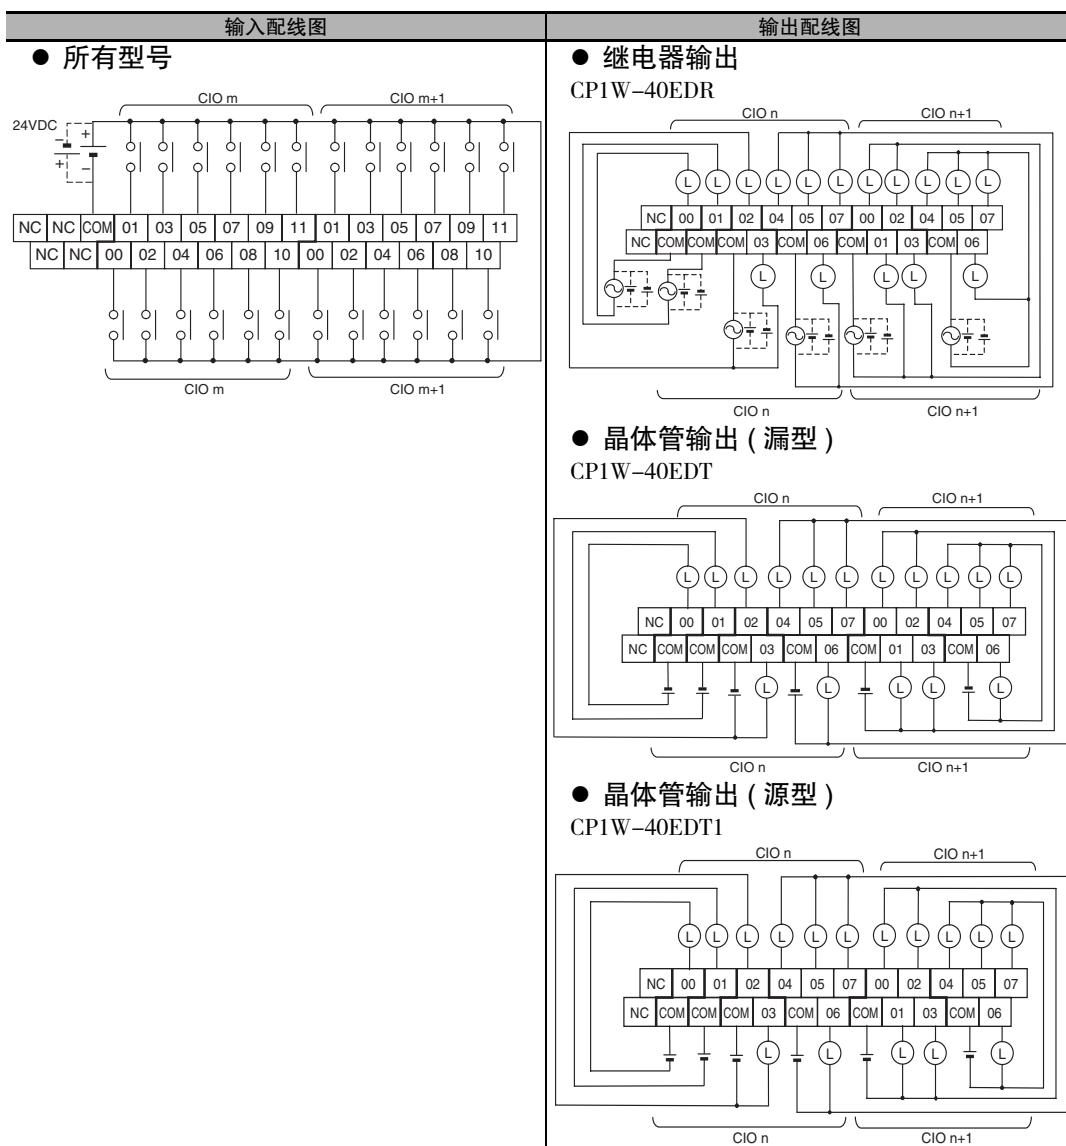 输入配线图
● 所有型号
CIO m CIO m+1
24VDC
− +
+ −
NC NC COM 01 03 05 07 09 11 01 03 05 07 09 11
NC NC 00 02 04 06 08 10 00 02 04 06 08 10
CIO m CIO m+1
输出配线图
● 继电器输出
CP1W−40EDR
CIO n CIO n+1
L L L L L L L L L L L
NC 00 01 02 04 05 07 00 02 04 05 07
NC COM COM COM 03 COM 06 COM 01 03 COM 06
L L L L L
CIO n CIO n+1
● 晶体管输出 ( 漏型 )
CP1W−40EDT
CIO n CIO n+1
L L L L L L L L L L L
NC 00 01 02 04 05 07 00 02 04 05 07
NC COM COM COM 03 COM 06 COM 01 03 COM 06
L L L L L
CIO n CIO n+1
● 晶体管输出 ( 源型 )
CP1W−40EDT1
CIO n CIO n+1
L L L L L L L L L L L
NC 00 01 02 04 05 07 00 02 04 05 07
NC COM COM COM 03 COM 06 COM 01 03 COM 06
L L L L L
CIO n CIO n+1